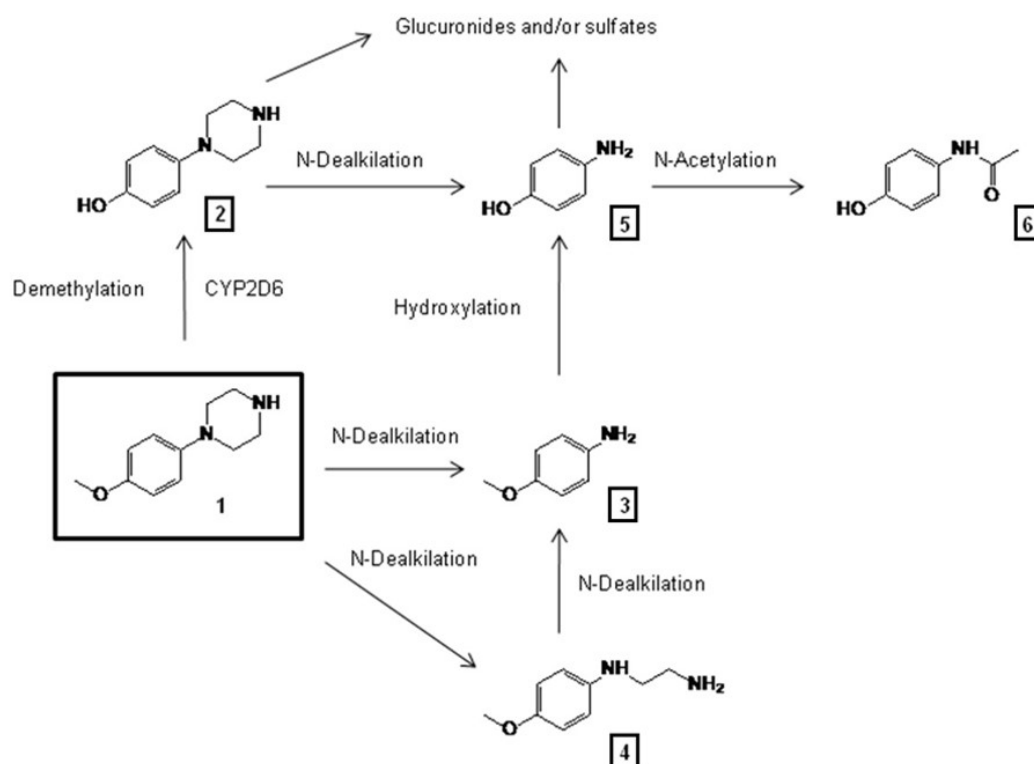 Glucuronides and/or sulfates
NH
N
HO
2
N-Dealkilation
NH₂
HO
5
N-Acetylation
NH
O
HO
6
Demethylation
CYP2D6
Hydroxylation
NH
N
O
1
N-Dealkilation
NH₂
O
3
N-Dealkilation
N-Dealkilation
NH
NH₂
O
4